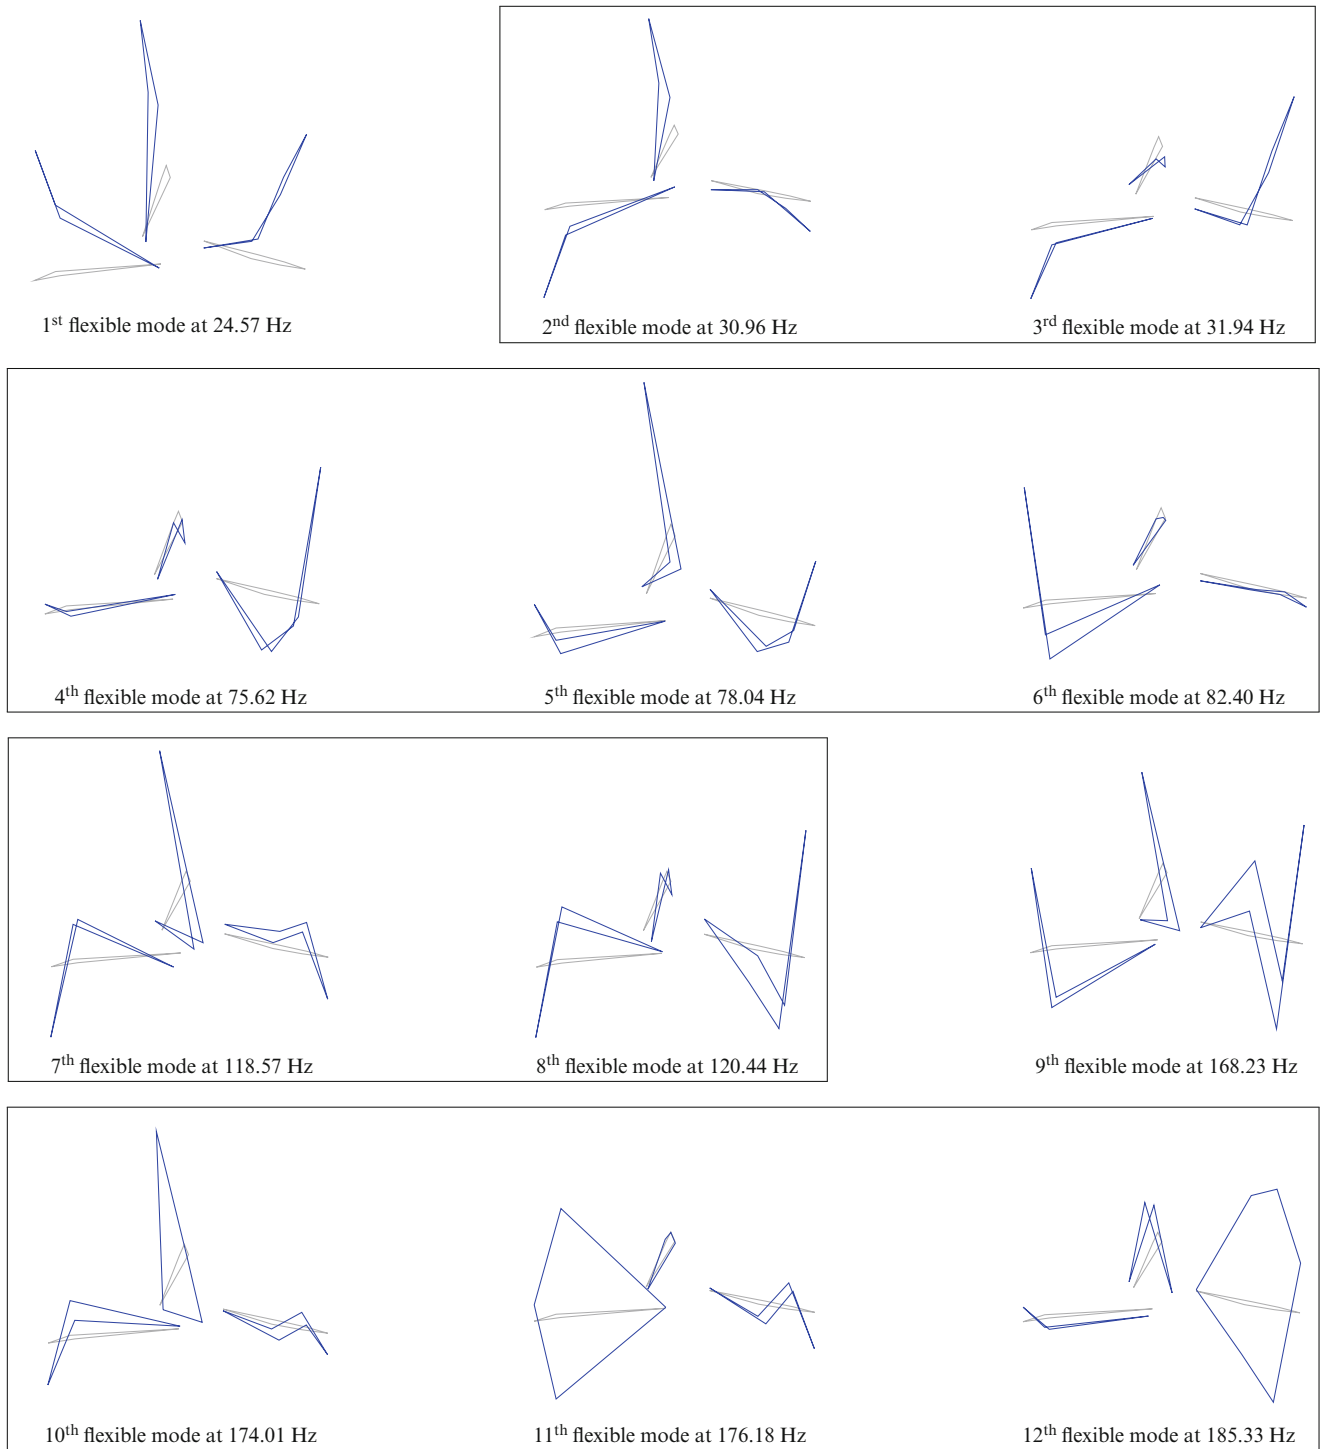 1st flexible mode at 24.57 Hz
2nd flexible mode at 30.96 Hz
3rd flexible mode at 31.94 Hz
4th flexible mode at 75.62 Hz
5th flexible mode at 78.04 Hz
6th flexible mode at 82.40 Hz
7th flexible mode at 118.57 Hz
8th flexible mode at 120.44 Hz
9th flexible mode at 168.23 Hz
10th flexible mode at 174.01 Hz
11th flexible mode at 176.18 Hz
12th flexible mode at 185.33 Hz